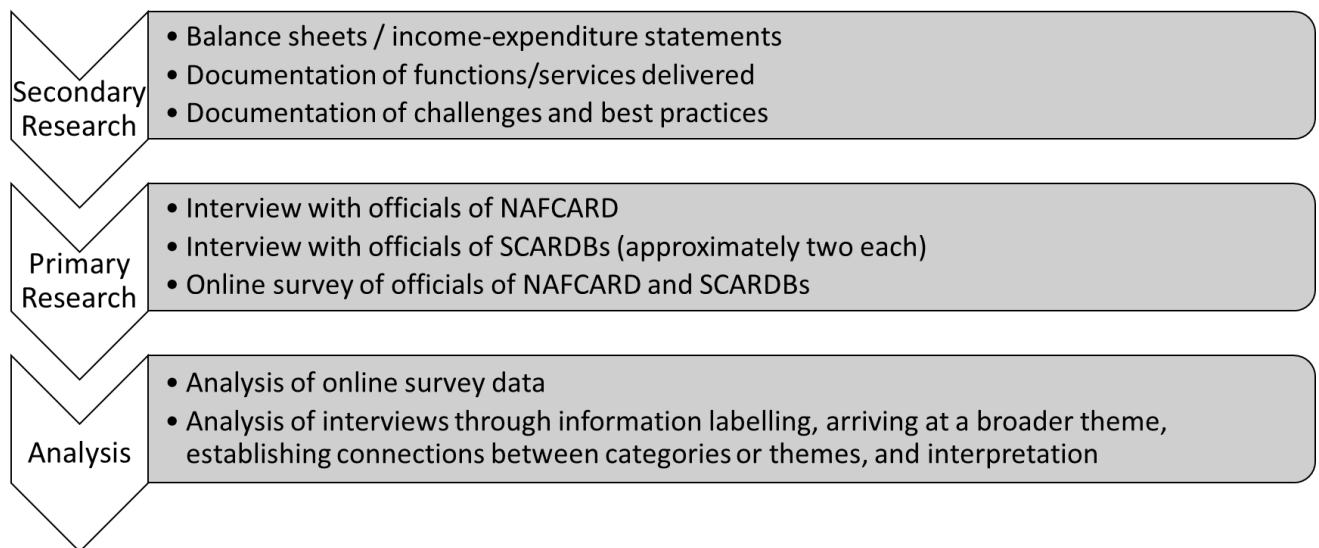 Secondary
Research
• Balance sheets / income-expenditure statements
• Documentation of functions/services delivered
• Documentation of challenges and best practices
Primary
Research
• Interview with officials of NAFCARD
• Interview with officials of SCARDBs (approximately two each)
• Online survey of officials of NAFCARD and SCARDBs
Analysis
• Analysis of online survey data
• Analysis of interviews through information labelling, arriving at a broader theme,
establishing connections between categories or themes, and interpretation